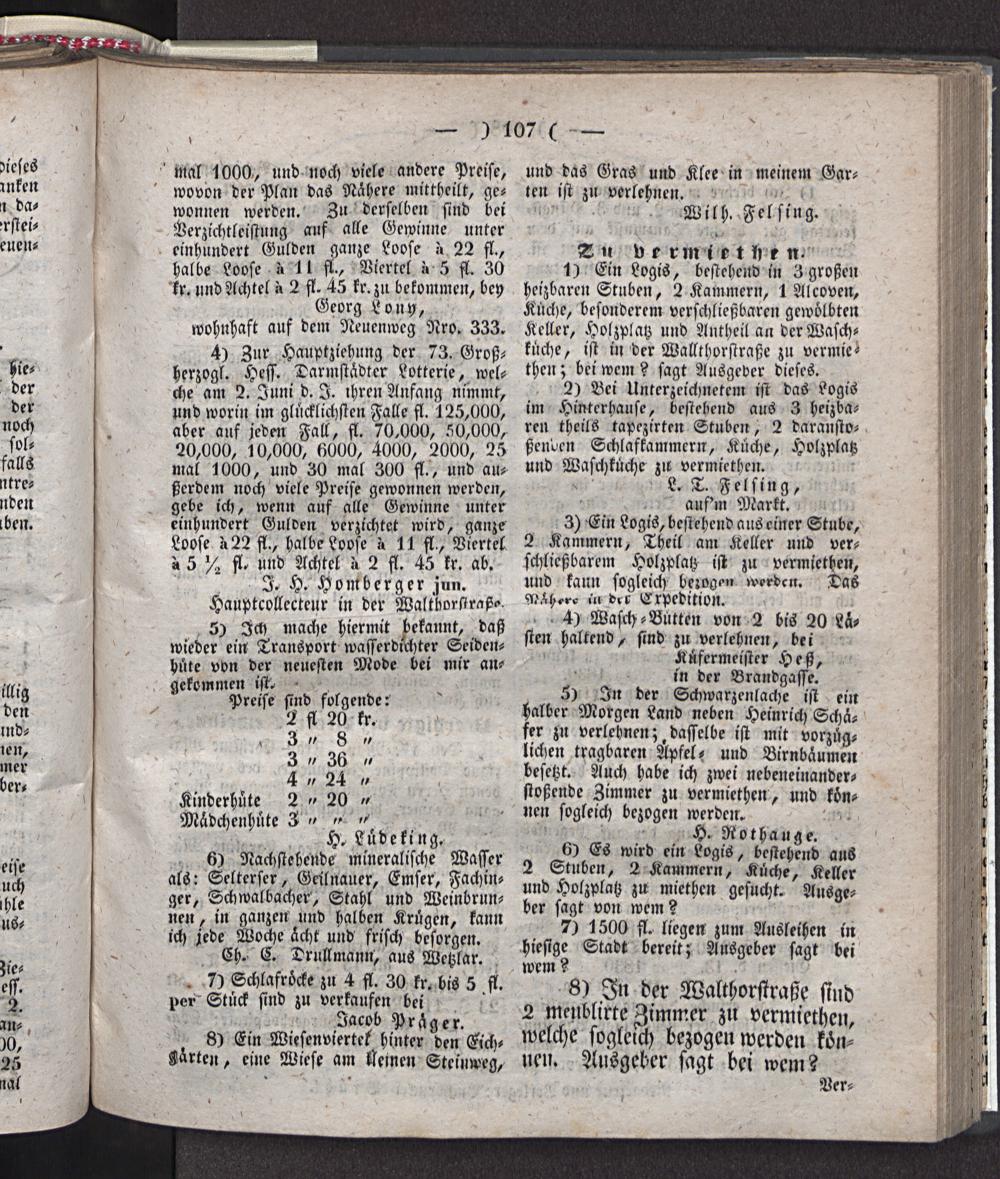 — ) 107 ( —
mal 1000, und noch viele andere Preise,
wovon der Plan das Nähere mittheilt, ge-
wonnen werden. Zu derselben sind bei
Verzichtleistung auf alle Gewinne unter
einhundert Gulden ganze Loose à 22 fl.,
halbe Loose à 11 fl., Viertel à 5 fl. 30
kr. und Achtel à 2 fl. 45 kr. zu bekommen, bey
Georg Lony,
wohnhaft auf dem Neuenweg Nro. 333.
4) Zur Hauptziehung der 73. Groß-
herzogl. Hess. Darmstädter Lotterie, wel-
che am 2. Juni d. J. ihren Anfang nimmt,
und worin im glücklichsten Falle fl. 125,000,
aber auf jeden Fall, fl. 70,000, 50,000,
20,000, 10,000, 6000, 4000, 2000, 25
mal 1000, und 30 mal 300 fl., und au-
ßerdem noch viele Preise gewonnen werden,
gebe ich, wenn auf alle Gewinne unter
einhundert Gulden verzichtet wird, ganze
Loose à 22 fl., halbe Loose à 11 fl., Viertel
à 5 ½ fl. und Achtel à 2 fl. 45 kr. ab.
J. H. Homberger jun.
Hauptcollecteur in der Walthorstraße.
5) Ich mache hiermit bekannt, daß
wieder ein Transport wasserdichter Seiden-
hüte von der neuesten Mode bei mir an-
gekommen ist.
Preise sind folgende:
2 fl 20 kr.
3 „ 8 „
3 „ 36 „
4 „ 24 „
Kinderhüte 2 „ 20 „
Mädchenhüte 3 „ „ „
H. Lüdeking.
6) Nachstehende mineralische Wasser
als: Selterser, Geilnauer, Emser, Fachin-
ger, Schwalbacher, Stahl und Weinbrun-
nen, in ganzen und halben Krügen, kann
ich jede Woche ächt und frisch besorgen.
Ch. C. Drullmann, aus Wetzlar.
7) Schlafröcke zu 4 fl. 30 kr. bis 5 fl.
per Stück sind zu verkaufen bei
Jacob Präger.
8) Ein Wiesenviertel hinter den Eich-
gärten, eine Wiese am kleinen Steinweg,
und das Gras und Klee in meinem Gar-
ten ist zu verlehnen.
Wilh. Felsing.
Zu vermiethen.
1) Ein Logis, bestehend in 3 großen
heizbaren Stuben, 2 Kammern, 1 Alcoven,
Küche, besonderem verschließbaren gewölbten
Keller, Holzplatz und Antheil an der Wasch-
küche, ist in der Wallthorstraße zu vermie-
then; bei wem? sagt Ausgeber dieses.
2) Bei Unterzeichnetem ist das Logis
im Hinterhause, bestehend aus 3 heizba-
ren theils tapezirten Stuben, 2 daransto-
ßenden Schlafkammern, Küche, Holzplatz
und Waschküche zu vermiethen.
L. T. Felsing,
auf'm Markt.
3) Ein Logis, bestehend aus einer Stube,
2 Kammern, Theil am Keller und ver-
schließbarem Holzplatz ist zu vermiethen,
und kann sogleich bezogen werden. Das
Nähere in der Expedition.
4) Wasch-Bütten von 2 bis 20 Lä-
sten haltend, sind zu verlehnen, bei
Küfermeister Heß,
in der Brandgasse.
5) In der Schwarzenlache ist ein
halber Morgen Land neben Heinrich Schä-
fer zu verlehnen; dasselbe ist mit vorzüg-
lichen tragbaren Äpfel- und Birnbäumen
besetzt. Auch habe ich zwei nebeneinander-
stoßende Zimmer zu vermiethen, und kön-
nen sogleich bezogen werden.
H. Rothauge.
6) Es wird ein Logis, bestehend aus
2 Stuben, 2 Kammern, Küche, Keller
und Holzplatz zu miethen gesucht. Ausge-
ber sagt von wem?
7) 1500 fl. liegen zum Ausleihen in
hiesige Stadt bereit; Ausgeber sagt bei
wem?
8) In der Walthorstraße sind
2 meublirte Zimmer zu vermiethen,
welche sogleich bezogen werden kön-
nen. Ausgeber sagt bei wem?
Ver-